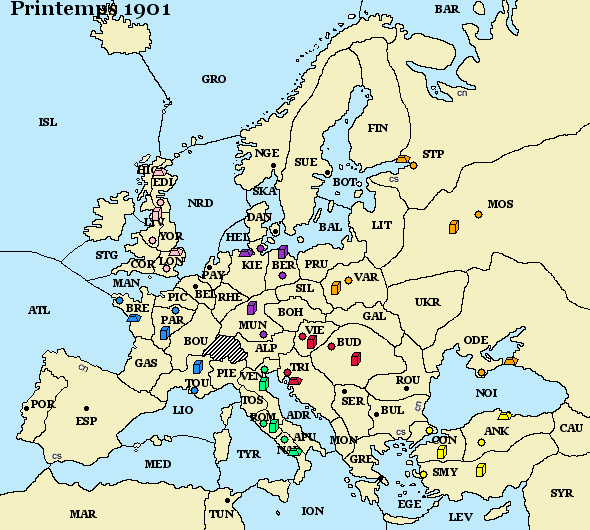 Printemps 1901
BAR
GRO
cn
ISL
FIN
NGE
STP
SUE
HIG
EDI
SKA
BOT
cs
NRD
MOS
DAN
LIV
BAL
LIT
YOR
HEL
STG
COR
LON
KIE
BER
PRU
PAY
MAN
VAR
SIL
PIC
BEL
RHE
ATL
BRE
UKR
BOH
GAL
PAR
MUN
VIE
BUD
ODE
BOU
ALP
GAS
cn
PIE
VEN
TRI
ROU
NOI
TOU
TOS
SER
POR
ESP
LIO
ADR
BUL
δ
ROM
CAU
APU
cs
ANK
MON
CON
NAP
cs
TYR
MED
GRE
SMY
SYR
EGE
MAR
TUN
ION
LEV